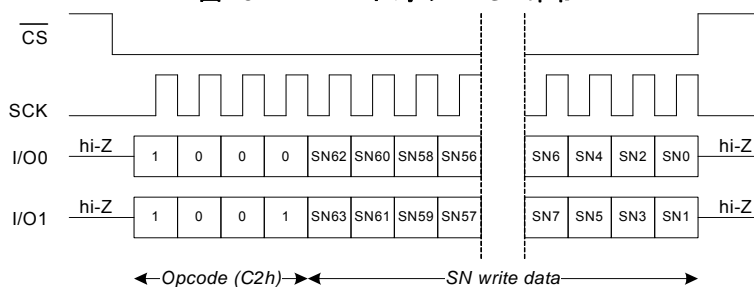 CS
SCK
I/O0 hi-Z 1 0 0 0 SN62 SN60 SN58 SN56 SN6 SN4 SN2 SN0 hi-Z
I/O1 hi-Z 1 0 0 1 SN63 SN61 SN59 SN57 SN7 SN5 SN3 SN1 hi-Z
Opcode (C2h) SN write data